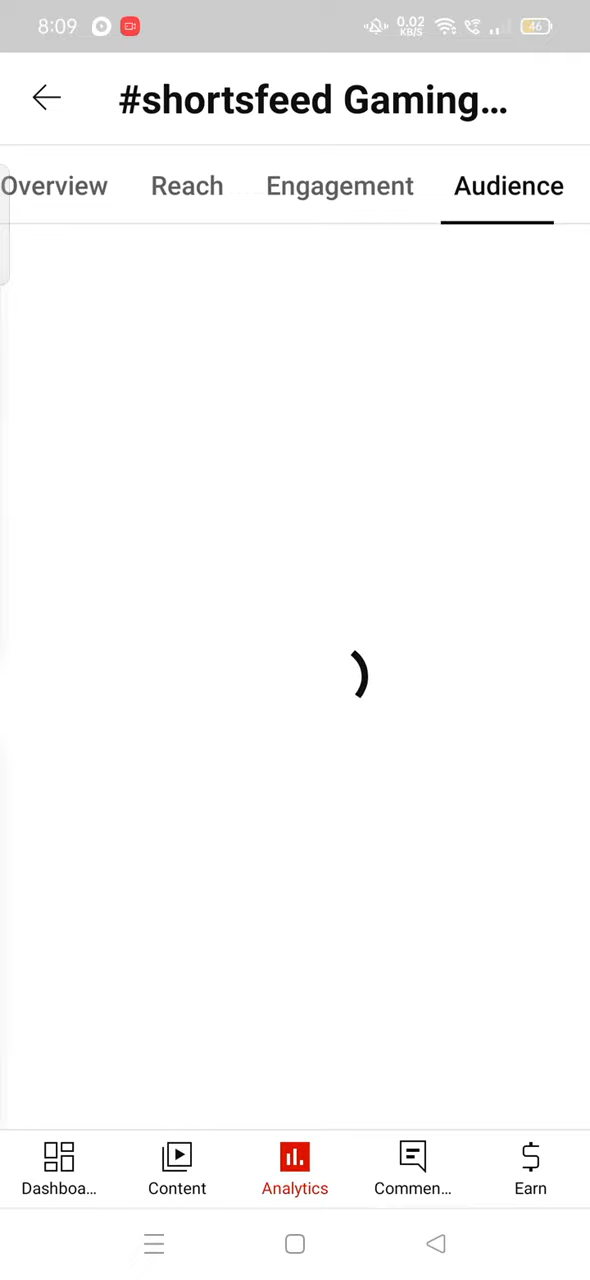 8:09 0.02 KB/S 46
#shortsfeed Gaming...
Overview Reach Engagement Audience
Dashboa... Content Analytics Commen... Earn